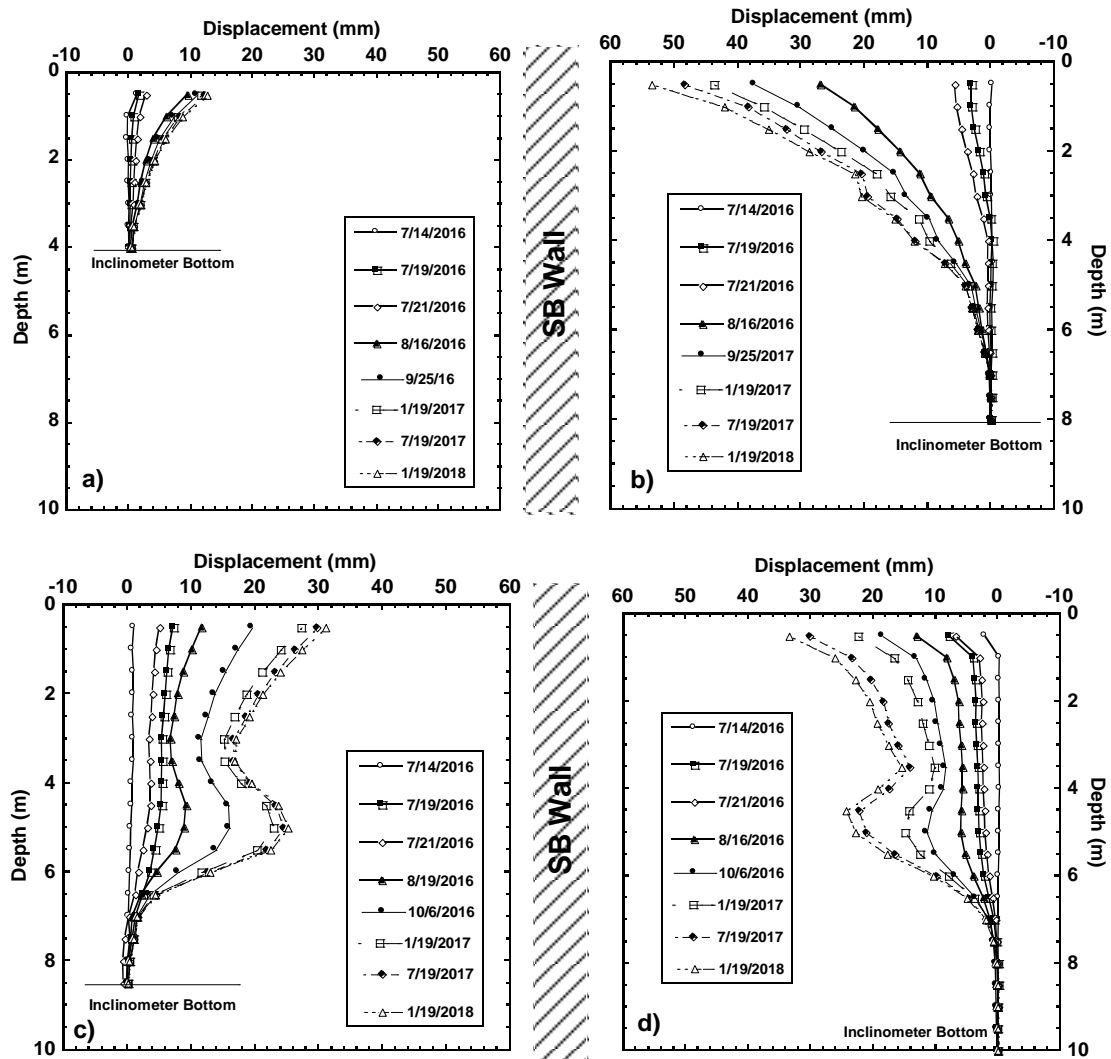 Displacement (mm)
-10 0 10 20 30 40 50 60
0
2
4
6
8
10
Depth (m)
Inclinometer Bottom
7/14/2016
7/19/2016
7/21/2016
8/16/2016
9/25/16
1/19/2017
7/19/2017
1/19/2018
a)
SB Wall
Displacement (mm)
60 50 40 30 20 10 0 -10
0
2
4
6
8
10
Depth (m)
7/14/2016
7/19/2016
7/21/2016
8/16/2016
9/25/2017
1/19/2017
7/19/2017
1/19/2018
Inclinometer Bottom
b)
Displacement (mm)
-10 0 10 20 30 40 50 60
0
2
4
6
8
10
Depth (m)
7/14/2016
7/19/2016
7/21/2016
8/19/2016
10/6/2016
1/19/2017
7/19/2017
1/19/2018
Inclinometer Bottom
c)
SB Wall
Displacement (mm)
60 50 40 30 20 10 0 -10
0
2
4
6
8
10
Depth (m)
7/14/2016
7/19/2016
7/21/2016
8/16/2016
10/6/2016
1/19/2017
7/19/2017
1/19/2018
Inclinometer Bottom
d)